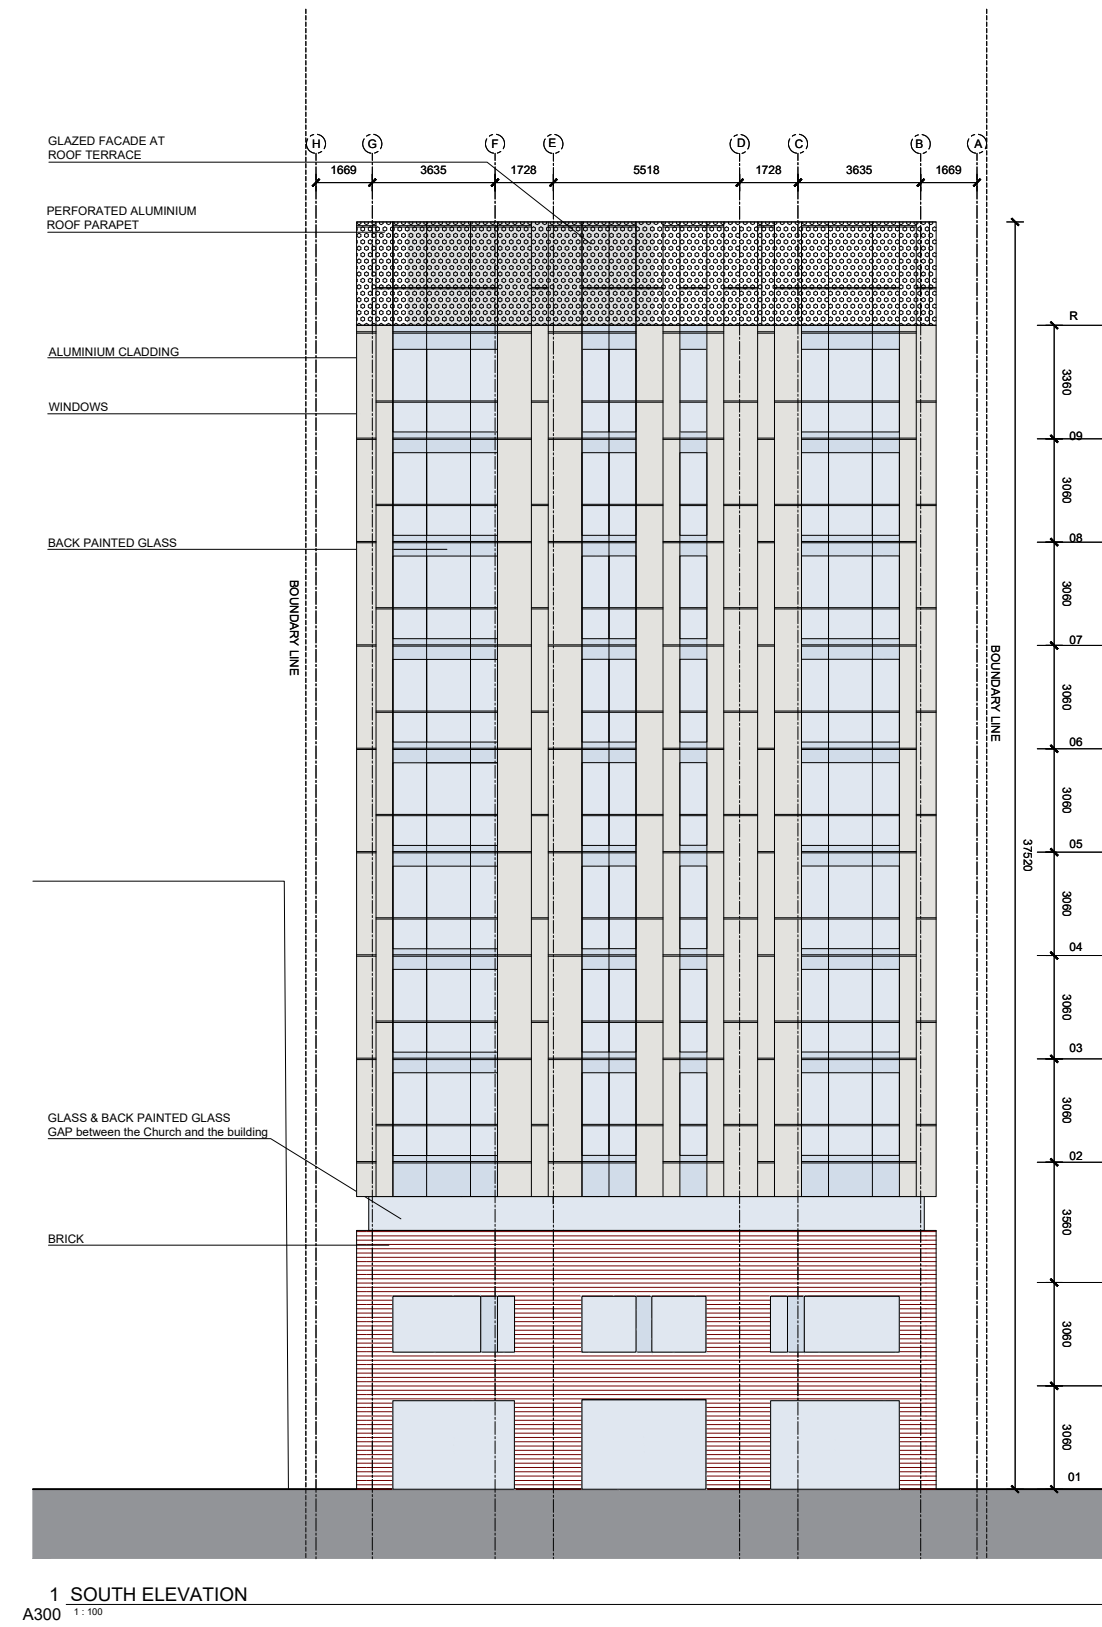 GLAZED FACADE AT
ROOF TERRACE
H G F E D C B A
1669 3635 1728 5518 1728 3635 1669
PERFORATED ALUMINIUM
ROOF PARAPET
R
ALUMINIUM CLADDING
3360
WINDOWS
09
3060
BACK PAINTED GLASS
08
3060
BOUNDARY LINE
07
BOUNDARY LINE
3060
06
3060
05
37520
3060
04
3060
03
3060
GLASS & BACK PAINTED GLASS
GAP between the Church and the building
02
3560
BRICK
3060
3060
01
1 SOUTH ELEVATION
A300 1 : 100